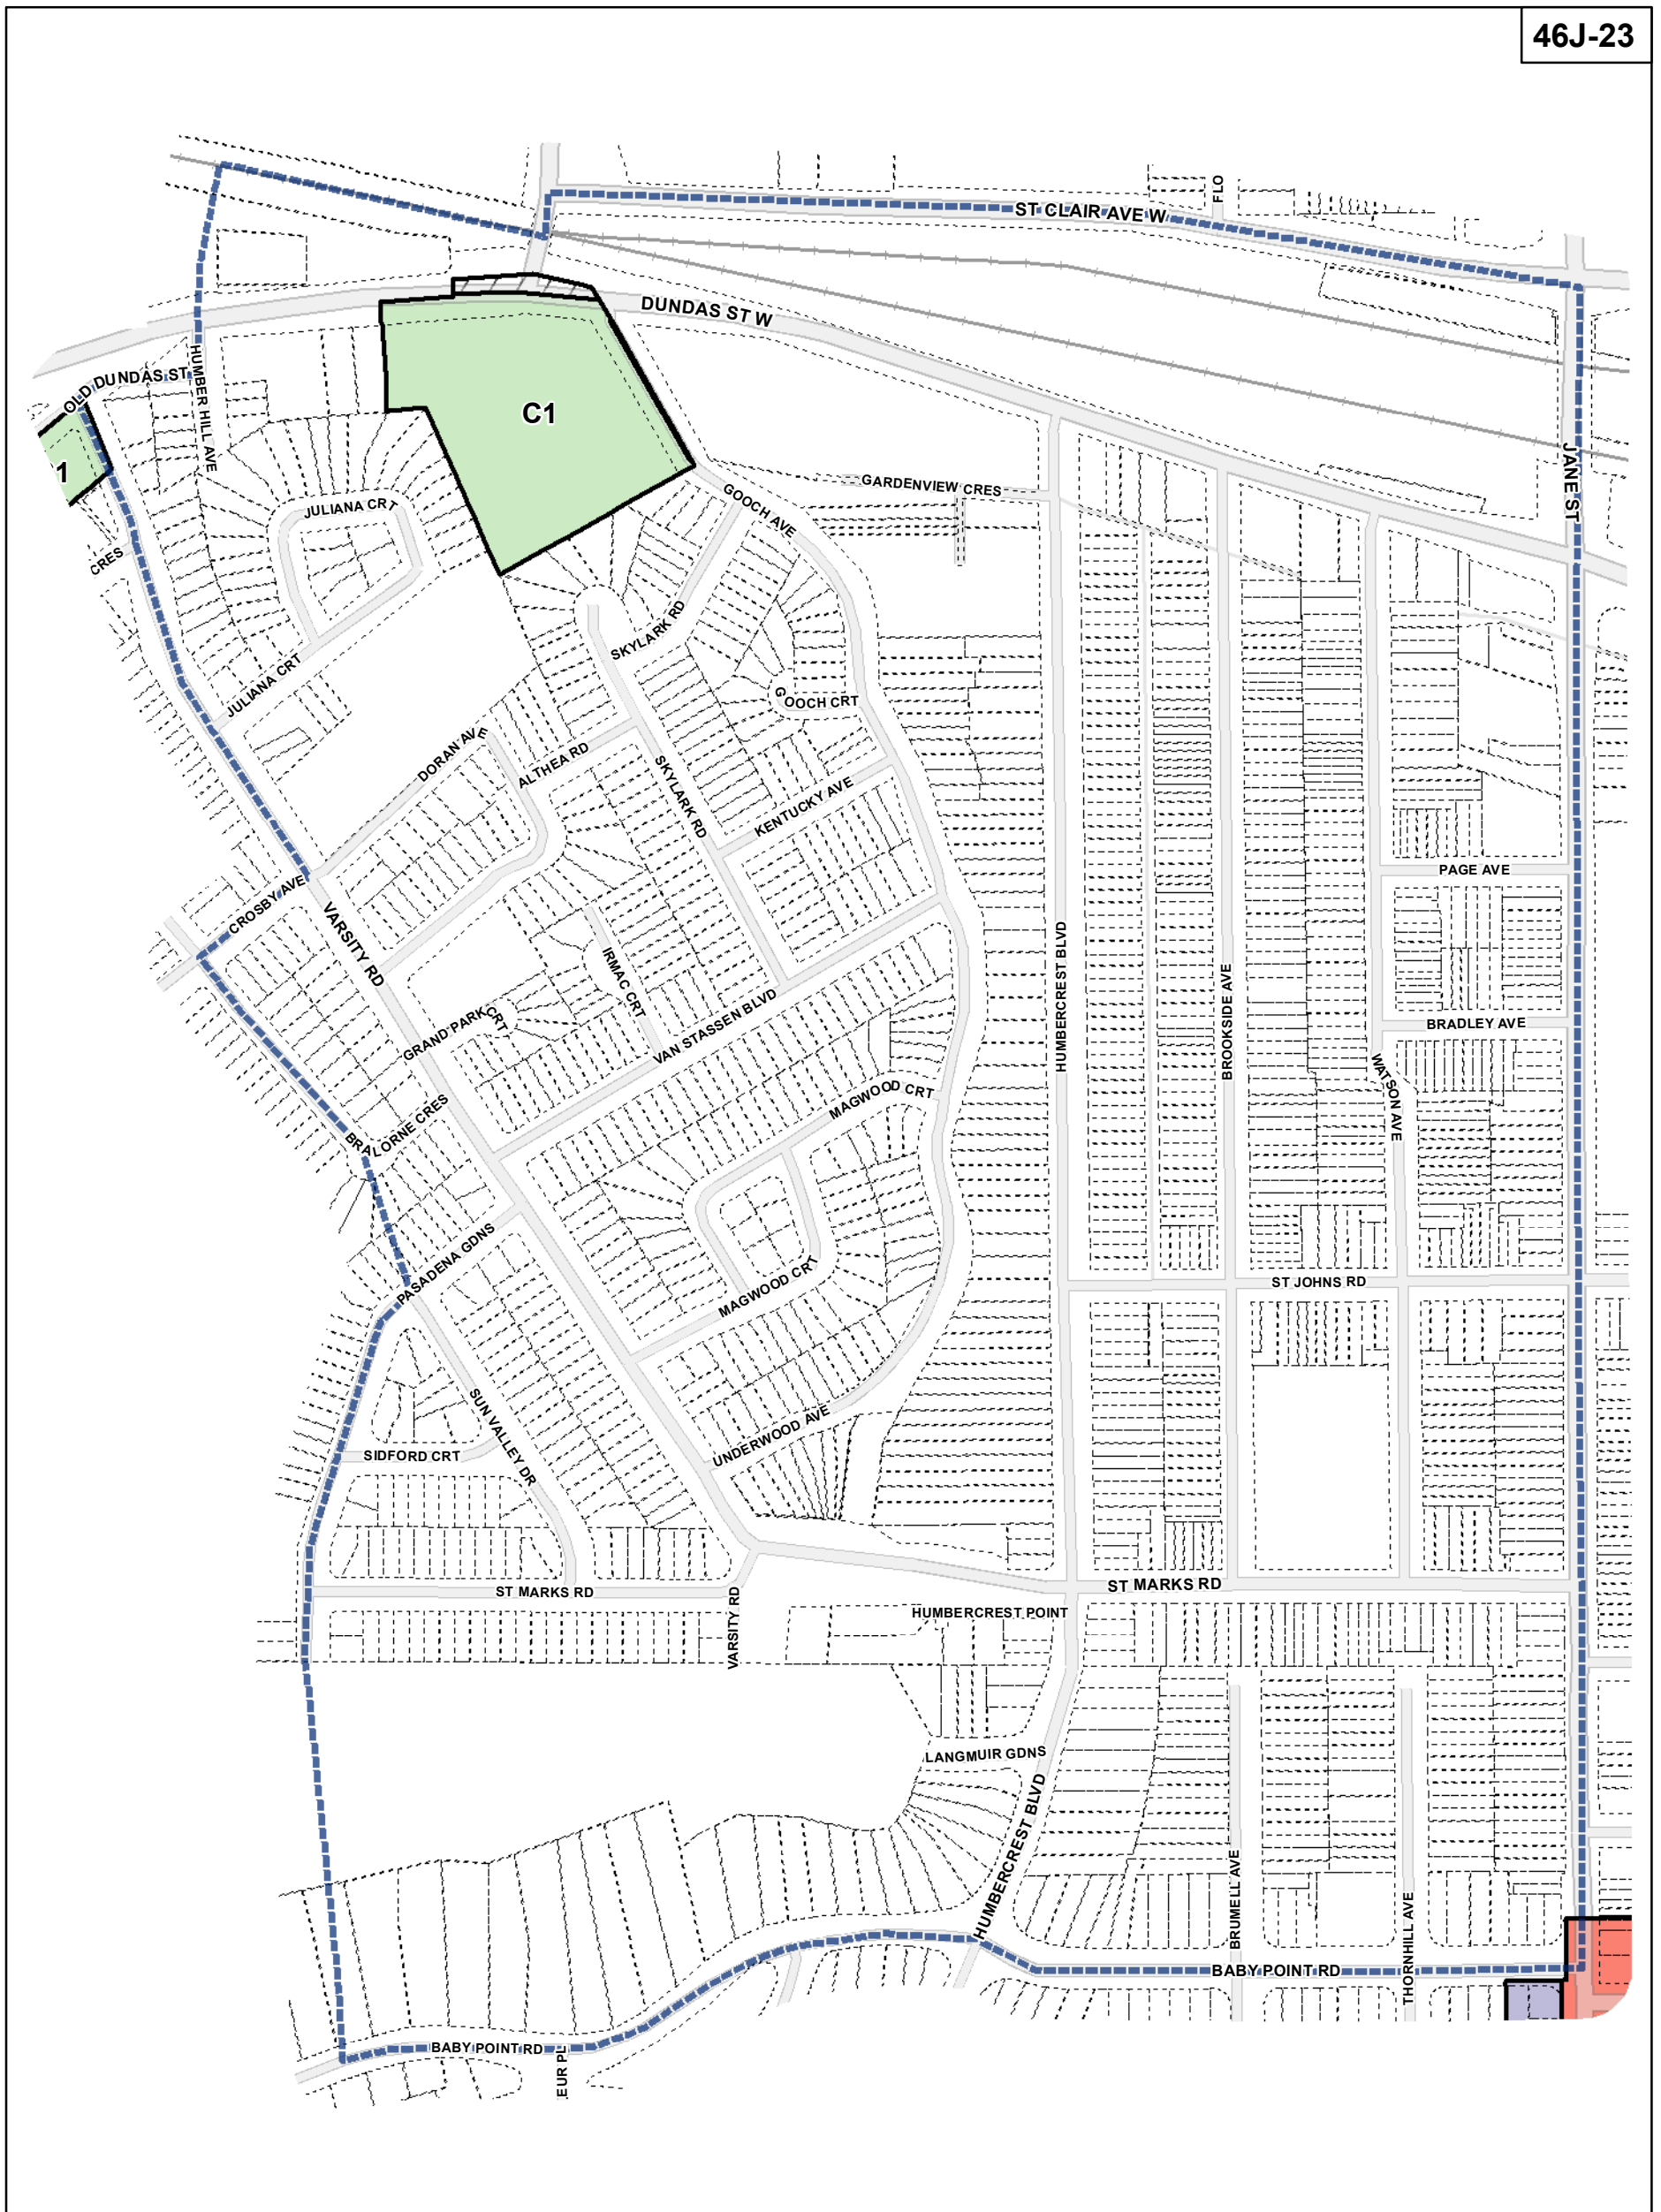 46J-23
FLO
ST CLAIR AVE W
DUNDAS ST W
OLD DUNDAS ST
HUMBER HILL AVE
C1
1
JANE ST
GARDENVIEW CRES
GOOCH AVE
JULIANA CRT
CRES
SKYLARK RD
JULIANA CRT
GOOCH CRT
DORAN AVE
ALTHEA RD
SKYLARK RD
KENTUCKY AVE
PAGE AVE
CROSBY AVE
VARSITY RD
IRMAC CRT
HUMBERCREST BLVD
BROOKSIDE AVE
GRAND PARK CRT
VAN STASSEN BLVD
BRADLEY AVE
WATSON AVE
MAGWOOD CRT
BRALORNE CRES
PASADENA GDNS
MAGWOOD CRT
ST JOHNS RD
SUN VALLEY DR
UNDERWOOD AVE
SIDFORD CRT
ST MARKS RD
ST MARKS RD
VARSITY RD
HUMBERCREST POINT
LANGMUIR GDNS
HUMBERCREST BLVD
BRUMELL AVE
THORNHILL AVE
BABY POINT RD
BABY POINT RD
EUR PL